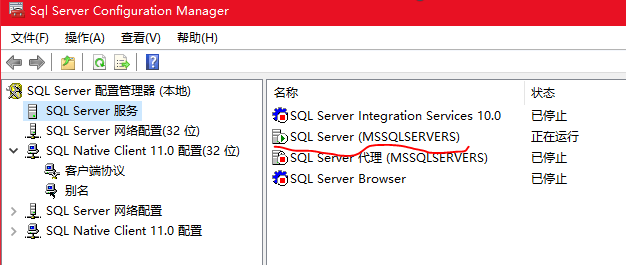 Sql Server Configuration Manager
文件(F) 操作(A) 查看(V) 帮助(H)
SQL Server 配置管理器 (本地)
SQL Server 服务
SQL Server 网络配置(32 位)
SQL Native Client 11.0 配置(32 位)
客户端协议
别名
SQL Server 网络配置
SQL Native Client 11.0 配置
名称 状态
SQL Server Integration Services 10.0 已停止
SQL Server (MSSQLSERVERS) 正在运行
SQL Server 代理 (MSSQLSERVERS) 已停止
SQL Server Browser 已停止